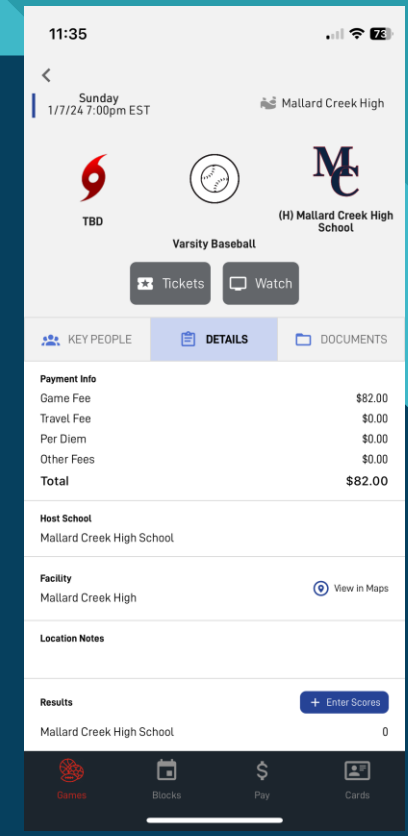 11:35
73
Sunday
1/7/24 7:00pm EST
Mallard Creek High
MC
TBD
(H) Mallard Creek High
School
Varsity Baseball
Tickets
Watch
KEY PEOPLE
DETAILS
DOCUMENTS
Payment Info
Game Fee $82.00
Travel Fee $0.00
Per Diem $0.00
Other Fees $0.00
Total $82.00
Host School
Mallard Creek High School
Facility
Mallard Creek High
View in Maps
Location Notes
Results
+ Enter Scores
Mallard Creek High School 0
Games
Blocks
$
Pay
Cards